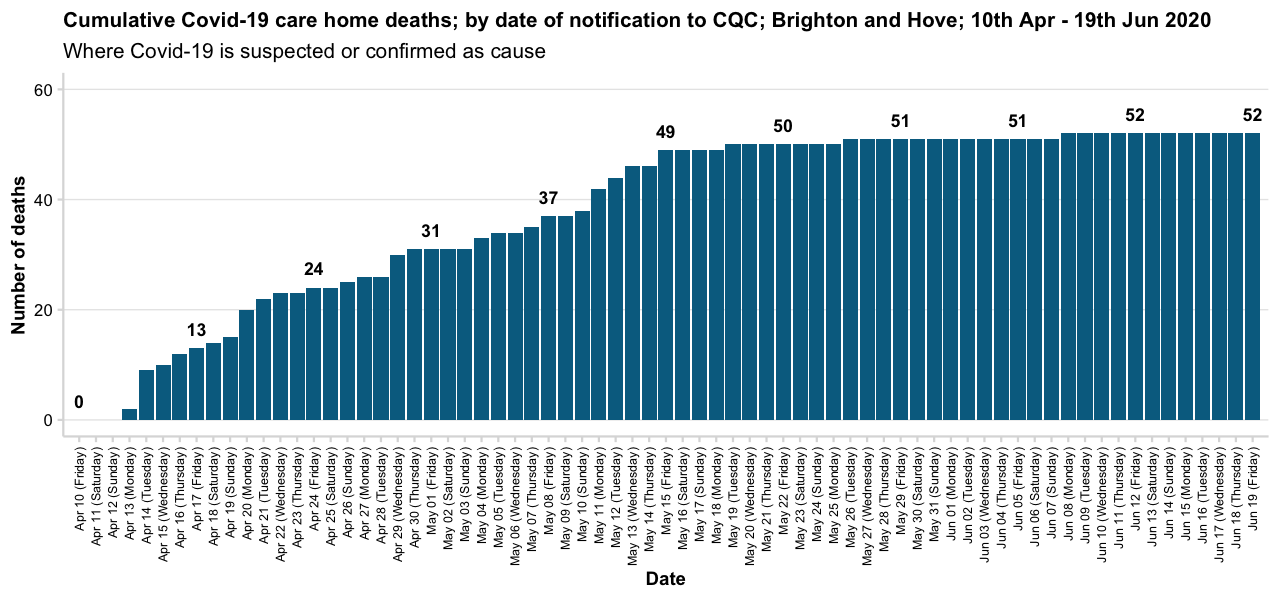 Cumulative Covid-19 care home deaths; by date of notification to CQC; Brighton and Hove; 10th Apr - 19th Jun 2020
Where Covid-19 is suspected or confirmed as cause
Number of deaths
60
40
20
0
0
13
24
31
37
49
50
51
51
52
52
Apr 10 (Friday)
Apr 11 (Saturday)
Apr 12 (Sunday)
Apr 13 (Monday)
Apr 14 (Tuesday)
Apr 15 (Wednesday)
Apr 16 (Thursday)
Apr 17 (Friday)
Apr 18 (Saturday)
Apr 19 (Sunday)
Apr 20 (Monday)
Apr 21 (Tuesday)
Apr 22 (Wednesday)
Apr 23 (Thursday)
Apr 24 (Friday)
Apr 25 (Saturday)
Apr 26 (Sunday)
Apr 27 (Monday)
Apr 28 (Tuesday)
Apr 29 (Wednesday)
Apr 30 (Thursday)
May 01 (Friday)
May 02 (Saturday)
May 03 (Sunday)
May 04 (Monday)
May 05 (Tuesday)
May 06 (Wednesday)
May 07 (Thursday)
May 08 (Friday)
May 09 (Saturday)
May 10 (Sunday)
May 11 (Monday)
May 12 (Tuesday)
May 13 (Wednesday)
May 14 (Thursday)
May 15 (Friday)
May 16 (Saturday)
May 17 (Sunday)
May 18 (Monday)
May 19 (Tuesday)
May 20 (Wednesday)
May 21 (Thursday)
May 22 (Friday)
May 23 (Saturday)
May 24 (Sunday)
May 25 (Monday)
May 26 (Tuesday)
May 27 (Wednesday)
May 28 (Thursday)
May 29 (Friday)
May 30 (Saturday)
May 31 (Sunday)
Jun 01 (Monday)
Jun 02 (Tuesday)
Jun 03 (Wednesday)
Jun 04 (Thursday)
Jun 05 (Friday)
Jun 06 (Saturday)
Jun 07 (Sunday)
Jun 08 (Monday)
Jun 09 (Tuesday)
Jun 10 (Wednesday)
Jun 11 (Thursday)
Jun 12 (Friday)
Jun 13 (Saturday)
Jun 14 (Sunday)
Jun 15 (Monday)
Jun 16 (Tuesday)
Jun 17 (Wednesday)
Jun 18 (Thursday)
Jun 19 (Friday)
Date